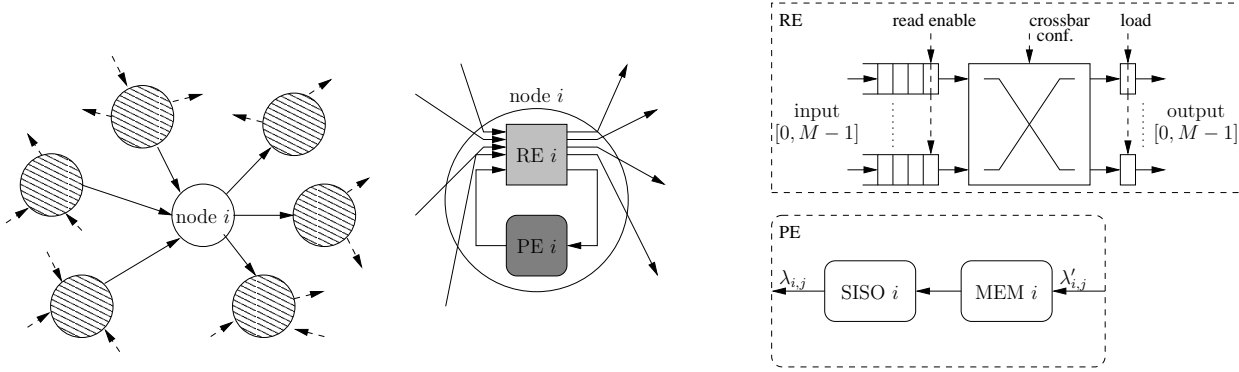 node i
node i
RE i
PE i
RE
read enable
crossbar
conf.
load
input
[0, M − 1]
output
[0, M − 1]
PE
λi,j
SISO i
MEM i
λ′i,j